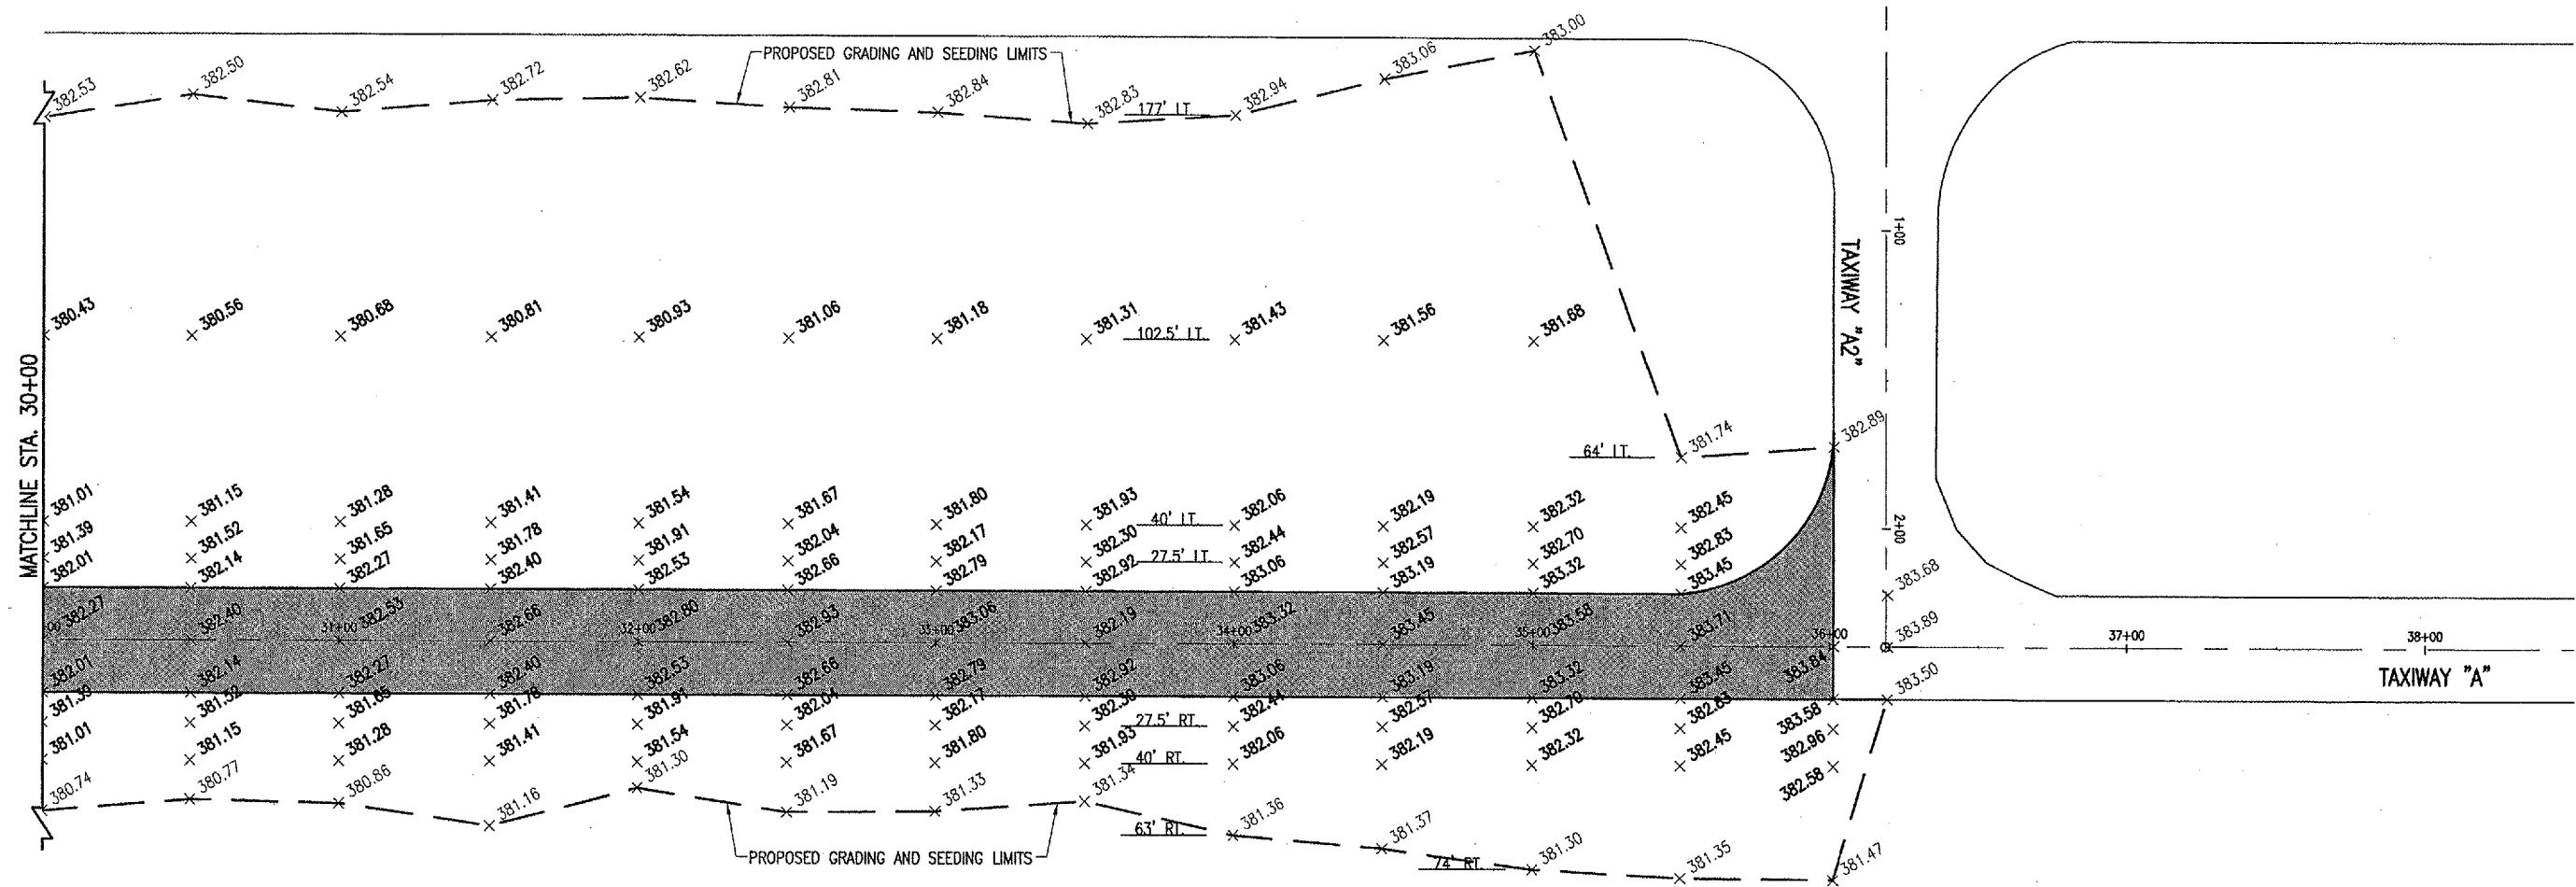 383.00
PROPOSED GRADING AND SEEDING LIMITS
382.53 382.50 382.54 382.72 382.62 382.81 382.84 382.83 382.94 383.06
177' LT.
1+00
TAXIWAY "A2"
380.43 380.56 380.68 380.81 380.93 381.06 381.18 381.31 381.43 381.56 381.68
102.5' LT.
MATCHLINE STA. 30+00
64' LT.
381.74 382.89
381.01 381.15 381.28 381.41 381.54 381.67 381.80 381.93 382.06 382.19 382.32 382.45
40' LT.
2+00
381.39 381.52 381.65 381.78 381.91 382.04 382.17 382.30 382.44 382.57 382.70 382.83
27.5' LT.
382.01 382.14 382.27 382.40 382.53 382.66 382.79 382.92 383.06 383.19 383.32 383.45
383.68
382.27 382.40 382.53 382.66 382.80 382.93 383.06 382.19 383.32 383.45 383.58 383.71 383.84 383.89
00 31+00 32+00 33+00 34+00 35+00 36+00 37+00 38+00
TAXIWAY "A"
382.01 382.14 382.27 382.40 382.53 382.66 382.79 382.92 383.06 383.19 383.32 383.45 383.58 383.50
381.39 381.52 381.65 381.78 381.91 382.04 382.17 382.30 382.44 382.57 382.70 382.83 382.96
27.5' RT.
381.01 381.15 381.28 381.41 381.54 381.67 381.80 381.93 382.06 382.19 382.32 382.45 382.58
40' RT.
380.74 380.77 380.86 381.16 381.30 381.19 381.33 381.34 381.36 381.37 381.30 381.35 381.47
63' RT.
74' RT.
PROPOSED GRADING AND SEEDING LIMITS